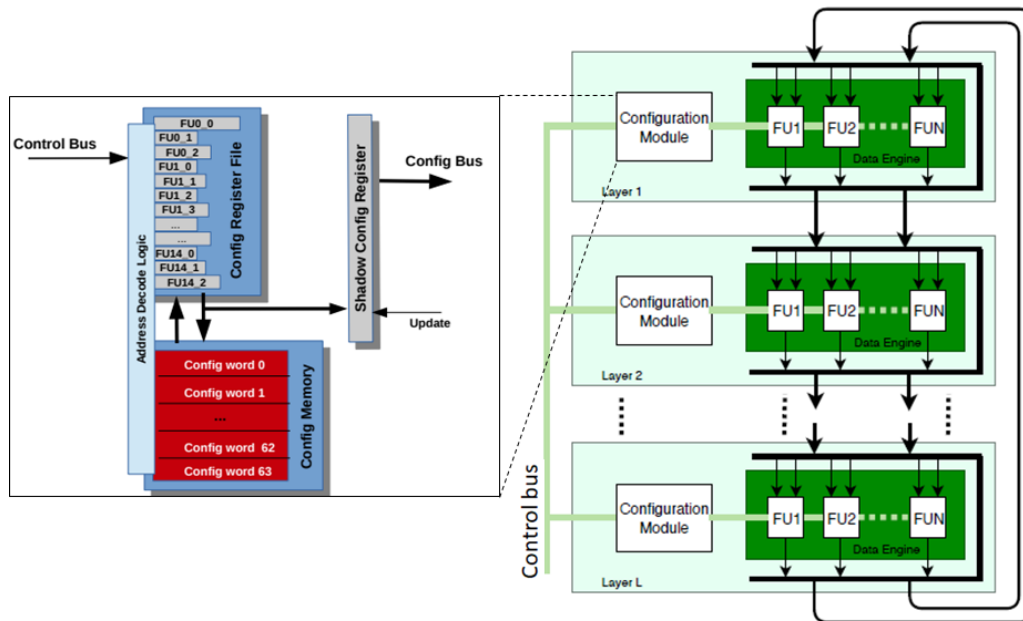 Control Bus
FU0_0
FU0_1
FU0_2
FU1_0
FU1_1
FU1_2
FU1_3
...
...
FU14_0
FU14_1
FU14_2
Config Register File
Address Decode Logic
Shadow Config Register
Config Bus
Update
Config word 0
Config word 1
...
Config word 62
Config word 63
Config Memory
Control bus
Configuration
Module
FU1
FU2
FUN
Data Engine
Layer 1
Configuration
Module
FU1
FU2
FUN
Data Engine
Layer 2
Configuration
Module
FU1
FU2
FUN
Data Engine
Layer L